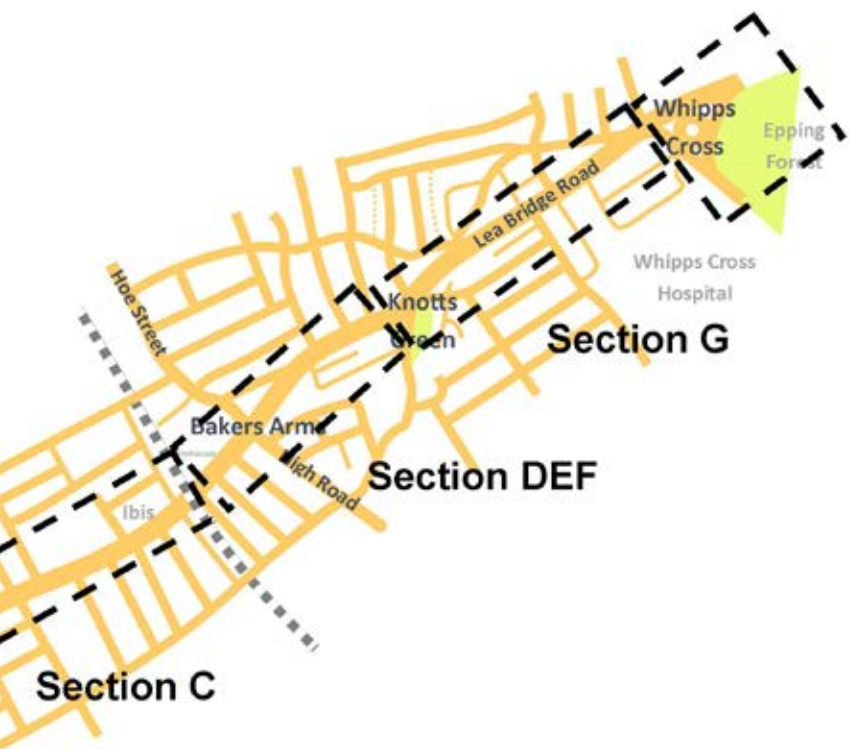 Whipps
Cross
Epping
Forest
Lea Bridge Road
Whipps Cross
Hospital
Hoe Street
Knotts
Green
Section G
Bakers Arms
High Road
Section DEF
Ibis
Section C